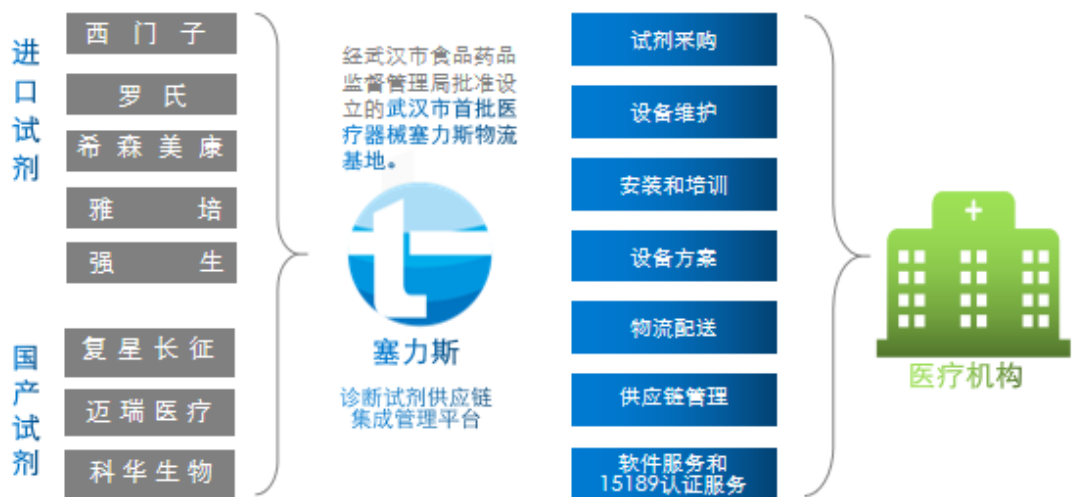 进口试剂
西门子
罗氏
希森美康
雅培
强生
国产试剂
复星长征
迈瑞医疗
科华生物
经武汉市食品药品
监督管理局批准设
立的武汉市首批医
疗器械塞力斯物流
基地。
塞力斯
诊断试剂供应链
集成管理平台
试剂采购
设备维护
安装和培训
设备方案
物流配送
供应链管理
软件服务和
15189认证服务
医疗机构